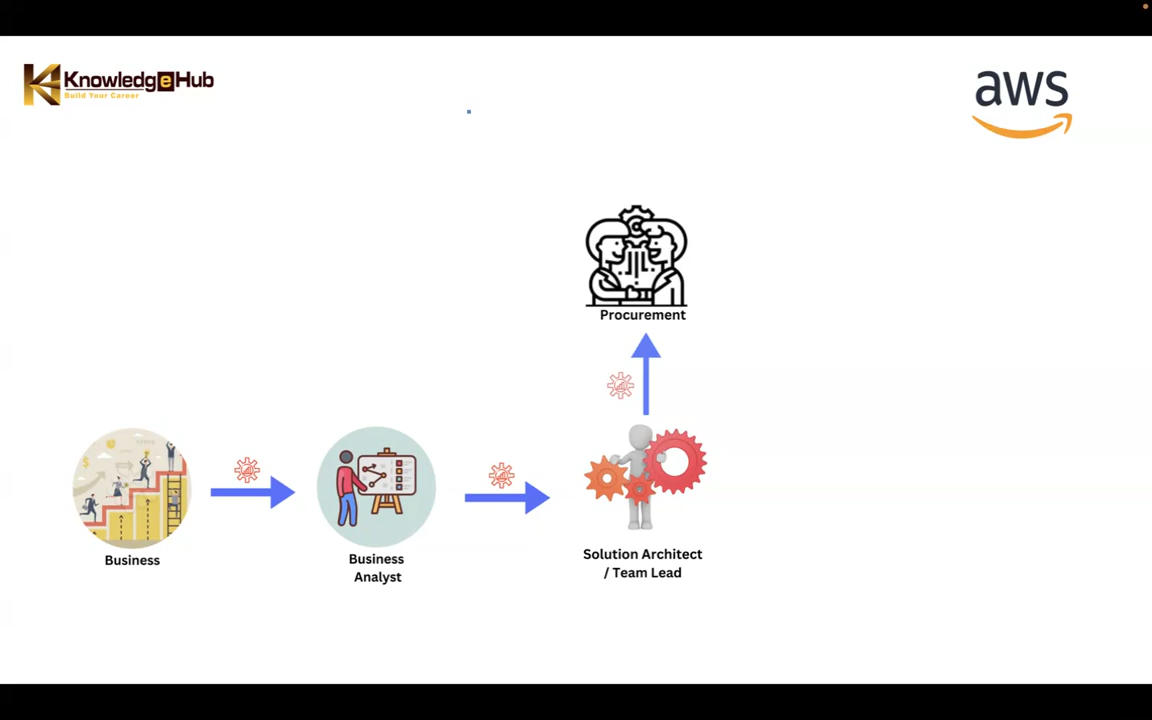 KnowledgeHub
Build Your Career
aws
Procurement
Business
Business
Analyst
Solution Architect
/ Team Lead